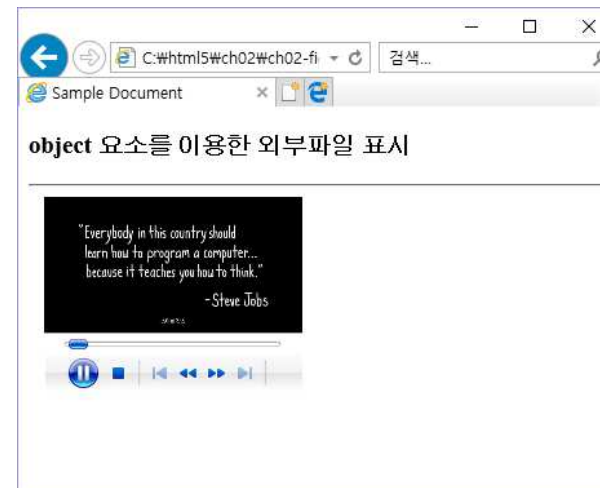 C:₩html5₩ch02₩ch02-fi
검색...
Sample Document
object 요소를 이용한 외부파일 표시
"Everybody in this country should
learn how to program a computer...
because it teaches you how to think."
-Steve Jobs